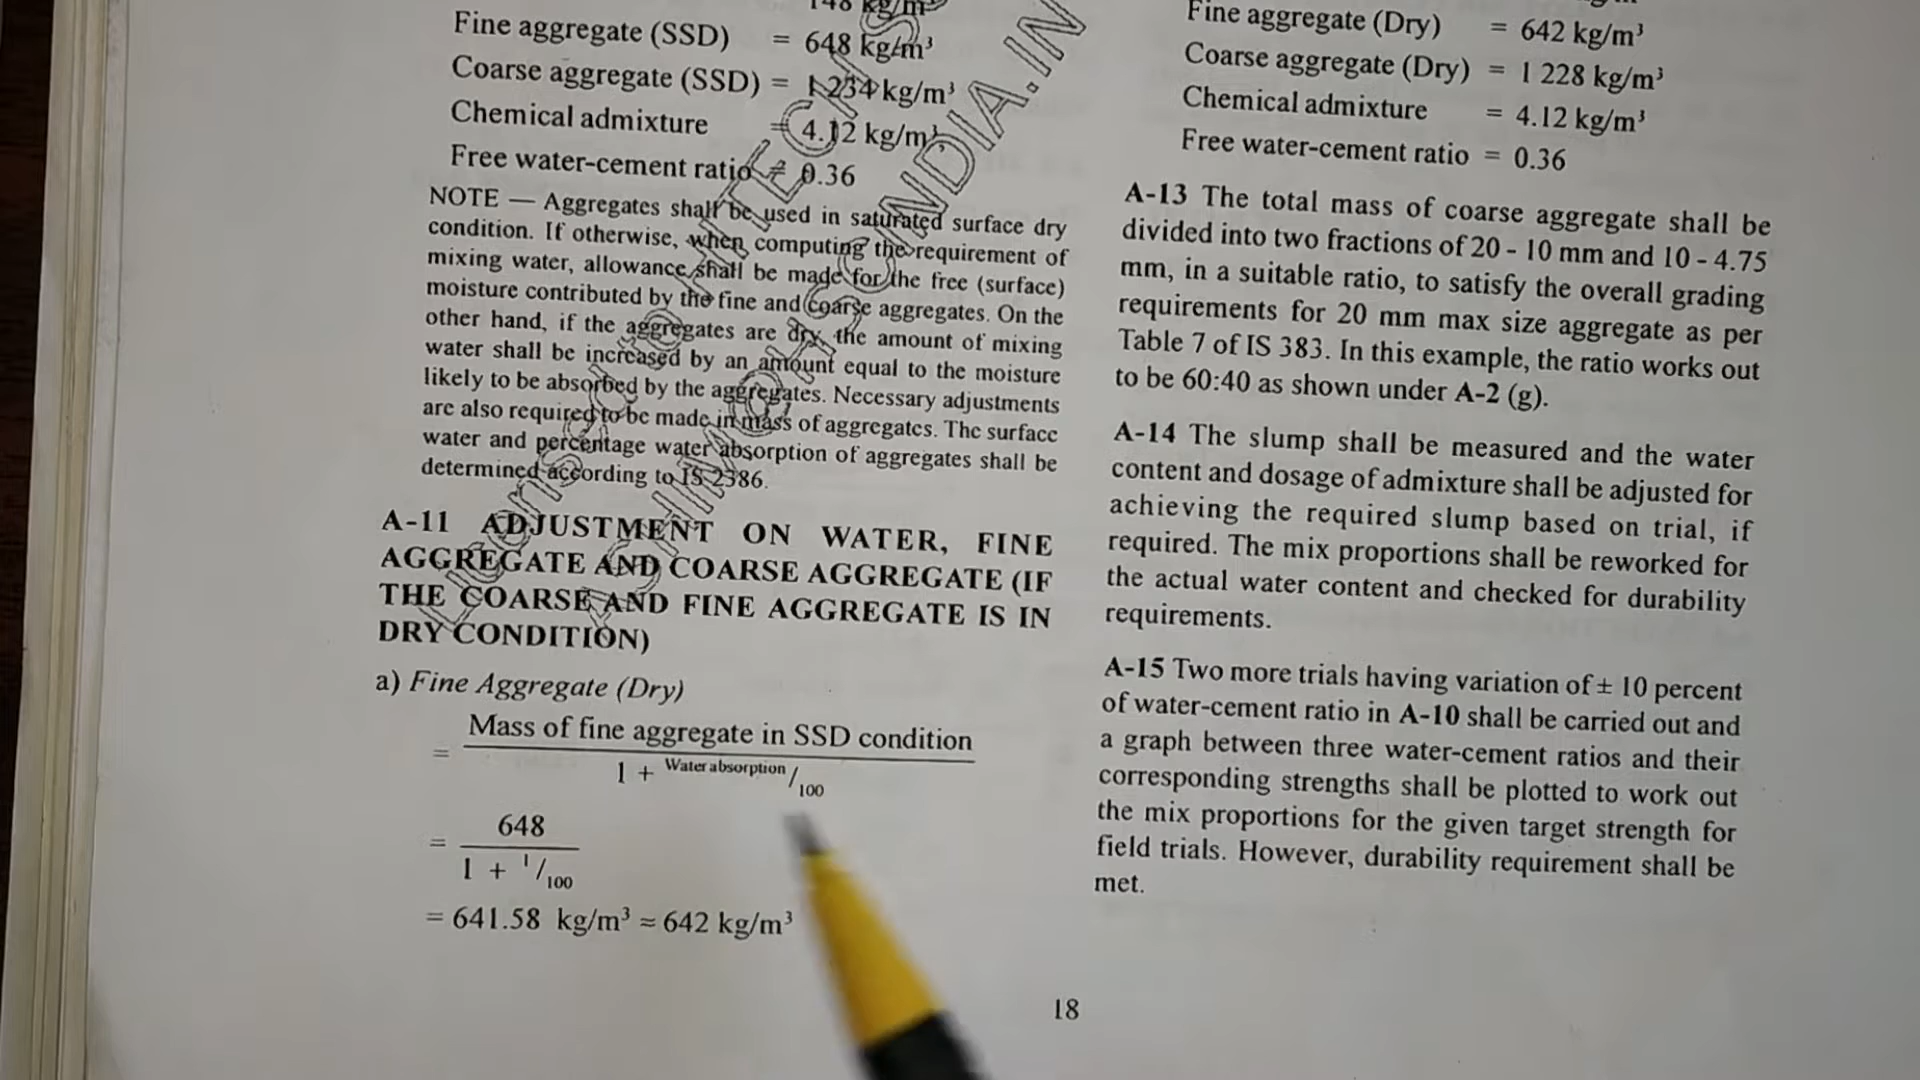 148 kg/m³
Fine aggregate (SSD) = 648 kg/m³
Coarse aggregate (SSD) = 1 234 kg/m³
Chemical admixture = 4.12 kg/m³
Free water-cement ratio = 0.36
NOTE — Aggregates shall be used in saturated surface dry
condition. If otherwise, when computing the requirement of
mixing water, allowance shall be made for the free (surface)
moisture contributed by the fine and coarse aggregates. On the
other hand, if the aggregates are dry, the amount of mixing
water shall be increased by an amount equal to the moisture
likely to be absorbed by the aggregates. Necessary adjustments
are also required to be made in mass of aggregates. The surface
water and percentage water absorption of aggregates shall be
determined according to IS 2386.
A-11 ADJUSTMENT ON WATER, FINE
AGGREGATE AND COARSE AGGREGATE (IF
THE COARSE AND FINE AGGREGATE IS IN
DRY CONDITION)
a) Fine Aggregate (Dry)
= Mass of fine aggregate in SSD condition
1 + Water absorption/100
= 648
1 + 1/100
= 641.58 kg/m³ ≈ 642 kg/m³
Fine aggregate (Dry) = 642 kg/m³
Coarse aggregate (Dry) = 1 228 kg/m³
Chemical admixture = 4.12 kg/m³
Free water-cement ratio = 0.36
A-13 The total mass of coarse aggregate shall be
divided into two fractions of 20 - 10 mm and 10 - 4.75
mm, in a suitable ratio, to satisfy the overall grading
requirements for 20 mm max size aggregate as per
Table 7 of IS 383. In this example, the ratio works out
to be 60:40 as shown under A-2 (g).
A-14 The slump shall be measured and the water
content and dosage of admixture shall be adjusted for
achieving the required slump based on trial, if
required. The mix proportions shall be reworked for
the actual water content and checked for durability
requirements.
A-15 Two more trials having variation of ± 10 percent
of water-cement ratio in A-10 shall be carried out and
a graph between three water-cement ratios and their
corresponding strengths shall be plotted to work out
the mix proportions for the given target strength for
field trials. However, durability requirement shall be
met.
18